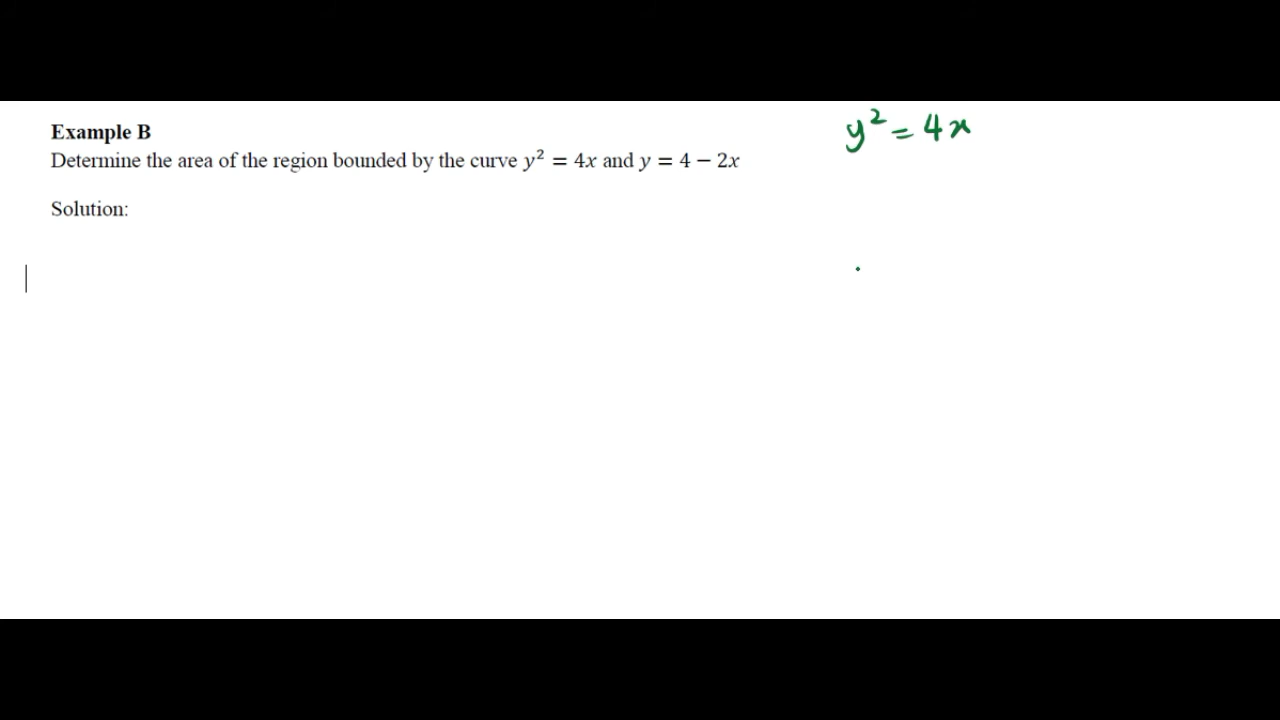 Example B
Determine the area of the region bounded by the curve y² = 4x and y = 4 − 2x
Solution:
y² = 4x